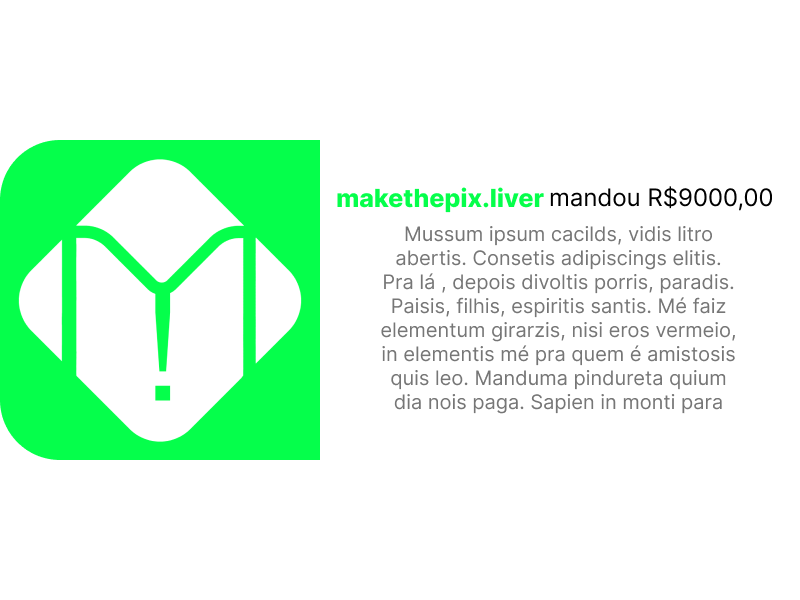 makethepix.liver mandou R$9000,00
Mussum ipsum cacilds, vidis litro
abertis. Consetis adipiscings elitis.
Pra lá , depois divoltis porris, paradis.
Paisis, filhis, espiritis santis. Mé faiz
elementum girarzis, nisi eros vermeio,
in elementis mé pra quem é amistosis
quis leo. Manduma pindureta quium
dia nois paga. Sapien in monti para